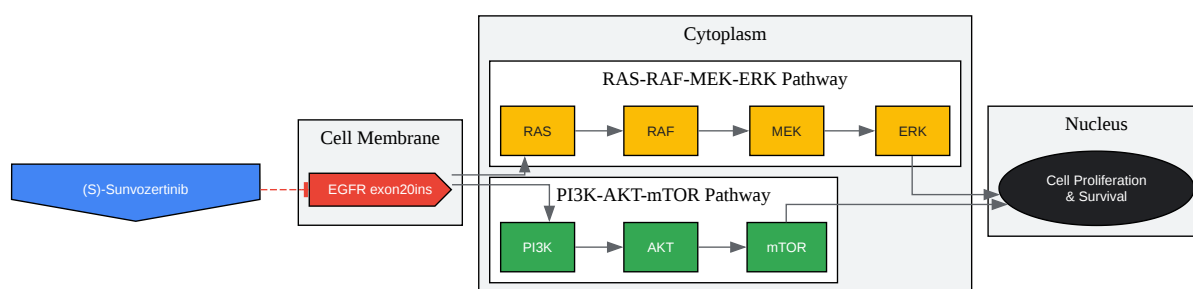 Cytoplasm
RAS-RAF-MEK-ERK Pathway
RAS
RAF
MEK
ERK
Cell Membrane
Nucleus
(S)-Sunvozertinib
EGFR exon20ins
Cell Proliferation
& Survival
PI3K-AKT-mTOR Pathway
PI3K
AKT
mTOR